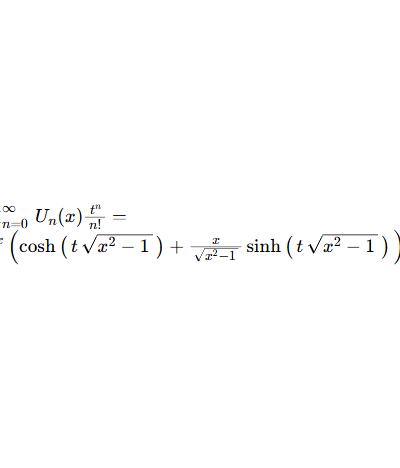 ∞ n=0 U_n(x) t^n/n! =
(cosh(t√(x²−1)) + x/√(x²−1) sinh(t√(x²−1)))